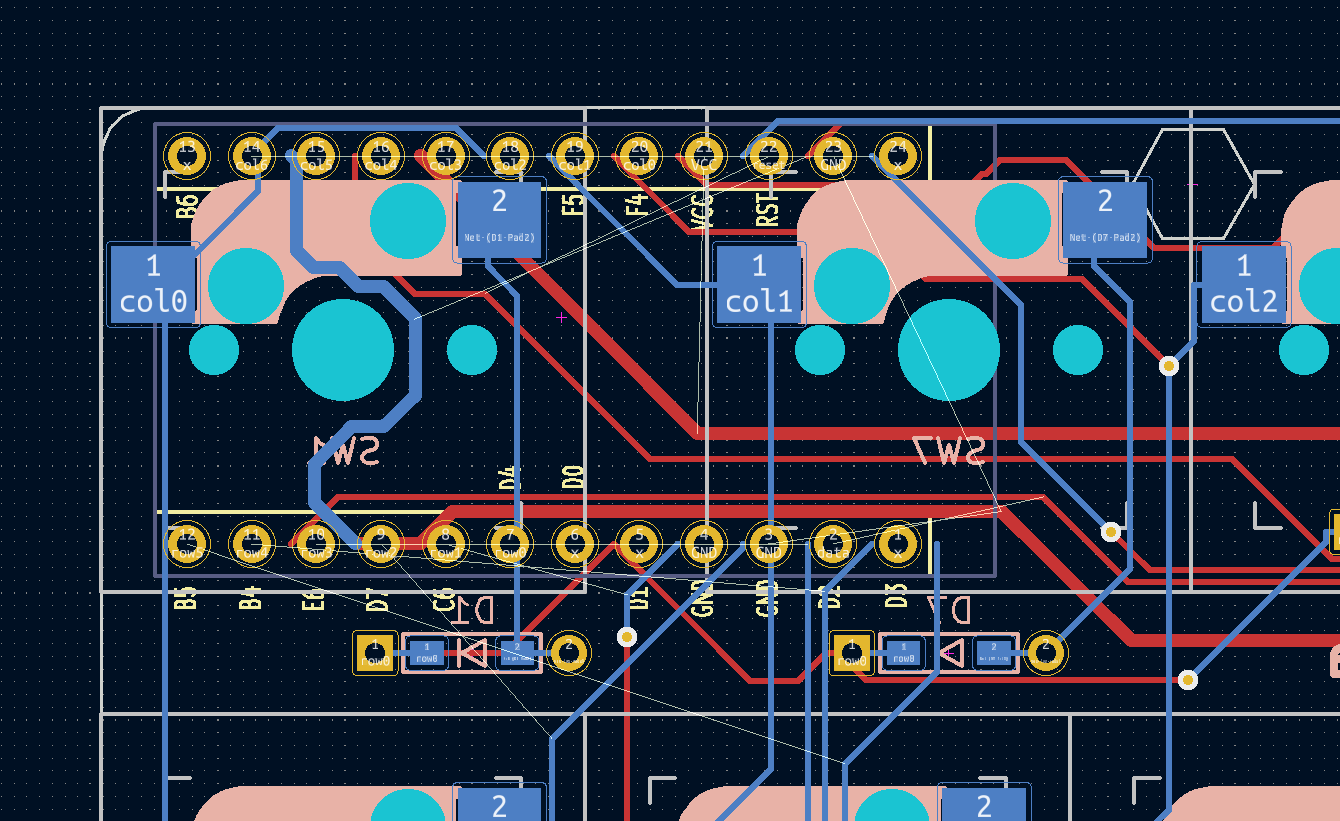 13 14 15 16 17 18 19 20 21 22 23 24
x col6 col5 col4 col3 col2 col1 col0 VCC reset GND x
B6 F5 F4 VCC RST
2 2
Net-(D1-Pad2) Net-(D7-Pad2)
1 1 1
col0 col1 col2
SW1 SW7
D4 D0
12 11 10 9 8 7 6 5 4 3 2 1
row5 row4 row3 row2 row1 row0 x x GND GND data x
B5 B4 E6 D7 C6 D1 GND GND D2 D3
D1 D7
1 1 2 2 1 1 2 2
row0 row0 row0 row0
2 2